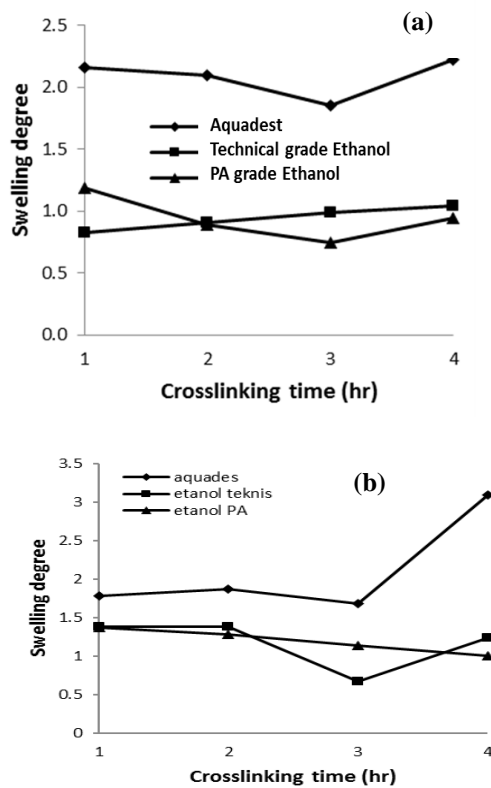 (a)
2.5
2.0
1.5
1.0
0.5
0.0
Swelling degree
Aquadest
Technical grade Ethanol
PA grade Ethanol
1 2 3 4
Crosslinking time (hr)
(b)
3.5
3
2.5
2
1.5
1
0.5
0
Swelling degree
aquades
etanol teknis
etanol PA
1 2 3 4
Crosslinking time (hr)